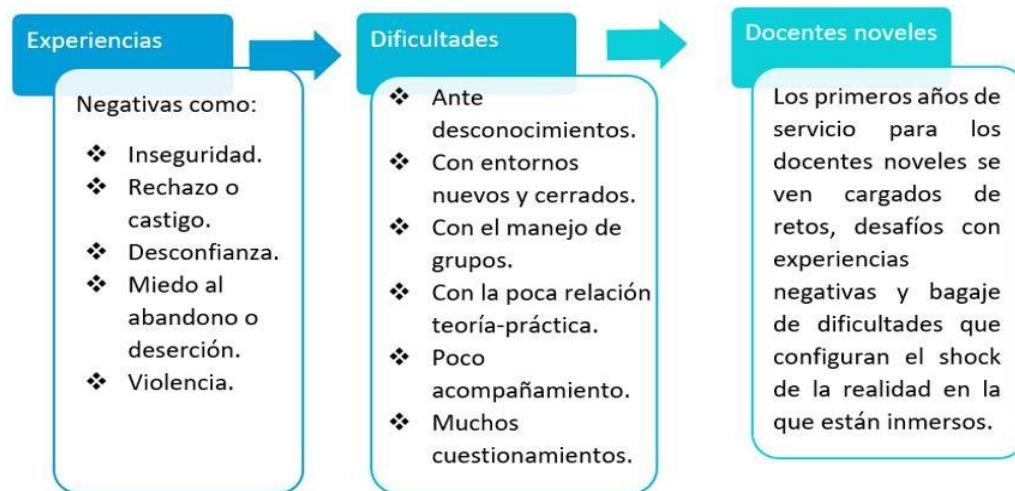 Experiencias
Negativas como:
❖ Inseguridad.
❖ Rechazo o
castigo.
❖ Desconfianza.
❖ Miedo al
abandono o
deserción.
❖ Violencia.
Dificultades
❖ Ante
desconocimientos.
❖ Con entornos
nuevos y cerrados.
❖ Con el manejo de
grupos.
❖ Con la poca relación
teoría-práctica.
❖ Poco
acompañamiento.
❖ Muchos
cuestionamientos.
Docentes noveles
Los primeros años de
servicio para los
docentes noveles se
ven cargados de
retos, desafíos con
experiencias
negativas y bagaje
de dificultades que
configuran el shock
de la realidad en la
que están inmersos.